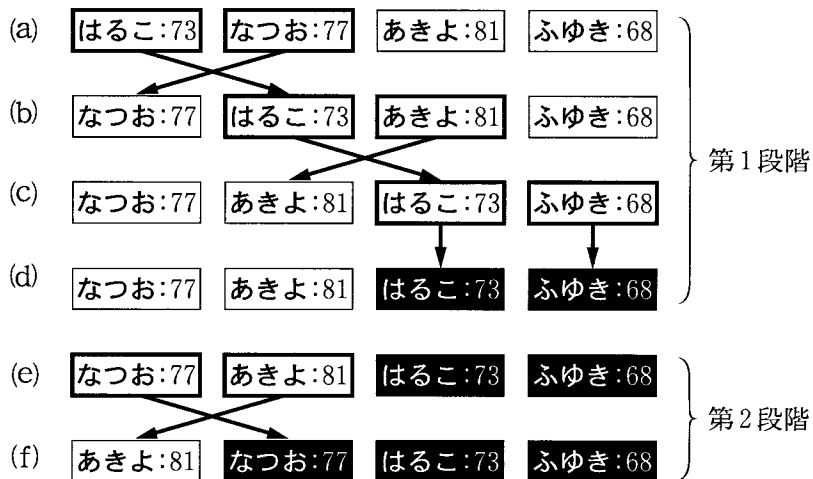 (a) はるこ:73 なつお:77 あきよ:81 ふゆき:68
(b) なつお:77 はるこ:73 あきよ:81 ふゆき:68
第1段階
(c) なつお:77 あきよ:81 はるこ:73 ふゆき:68
(d) なつお:77 あきよ:81 はるこ:73 ふゆき:68
(e) なつお:77 あきよ:81 はるこ:73 ふゆき:68
第2段階
(f) あきよ:81 なつお:77 はるこ:73 ふゆき:68